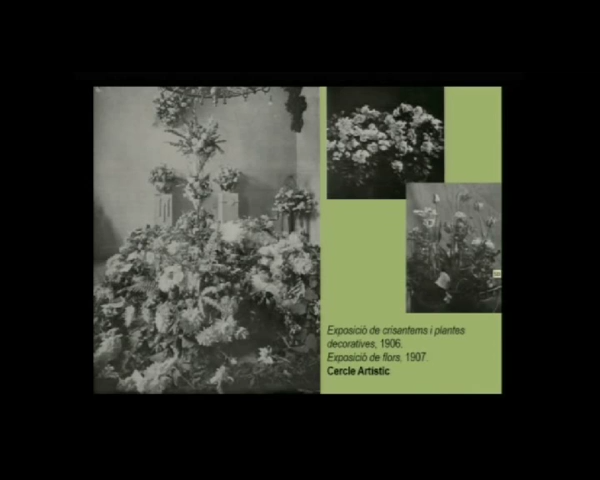 Exposició de crisantems i plantes
decoratives, 1906.
Exposició de flors, 1907.
Cercle Artístic